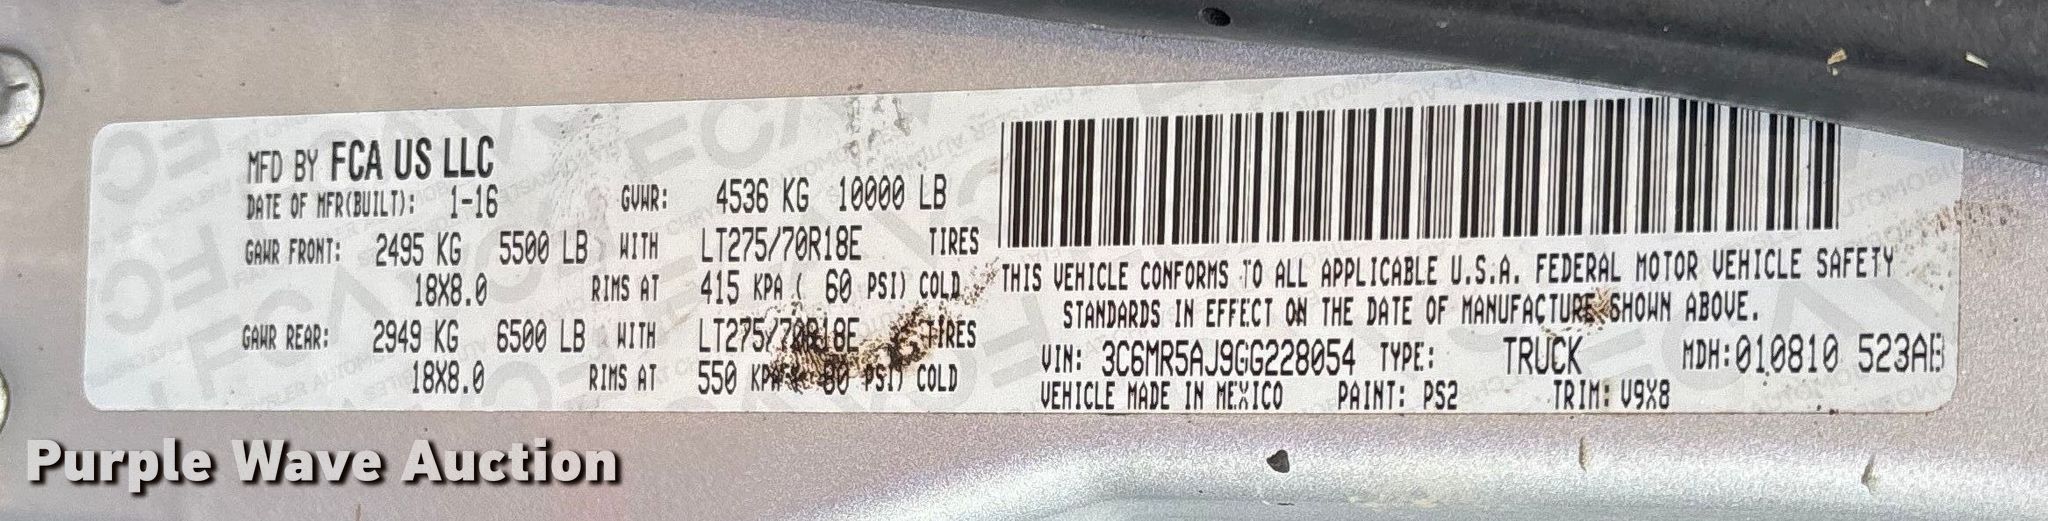 MFD BY FCA US LLC
DATE OF MFR(BUILT): 1-16 GVWR: 4536 KG 10000 LB
GAWR FRONT: 2495 KG 5500 LB WITH LT275/70R18E TIRES
18X8.0 RIMS AT 415 KPA ( 60 PSI) COLD
GAWR REAR: 2949 KG 6500 LB WITH LT275/70R18E TIRES
18X8.0 RIMS AT 550 KPA ( 80 PSI) COLD
THIS VEHICLE CONFORMS TO ALL APPLICABLE U.S.A. FEDERAL MOTOR VEHICLE SAFETY
STANDARDS IN EFFECT ON THE DATE OF MANUFACTURE SHOWN ABOVE.
VIN: 3C6MR5AJ9GG228054 TYPE: TRUCK MDH: 010810 523AB
VEHICLE MADE IN MEXICO PAINT: PS2 TRIM: V9X8
Purple Wave Auction